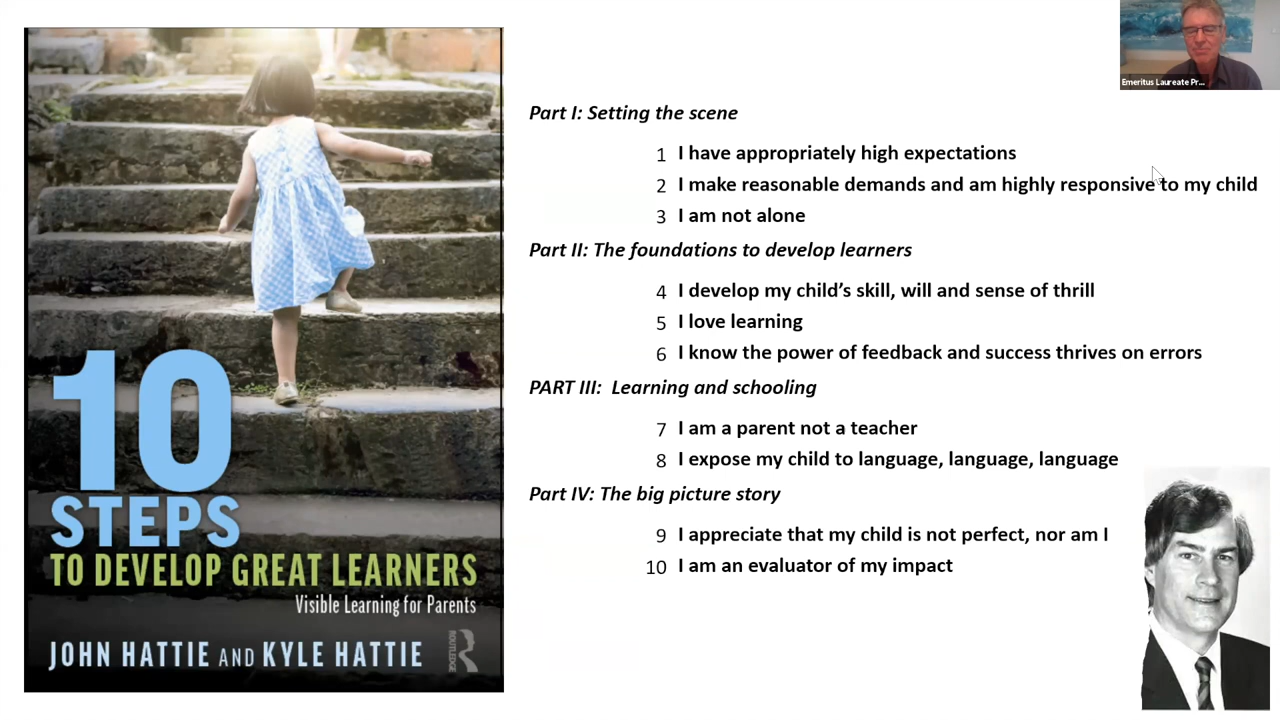 10
STEPS
TO DEVELOP GREAT LEARNERS
Visible Learning for Parents
JOHN HATTIE AND KYLE HATTIE
ROUTLEDGE
Emeritus Laureate Pr...
Part I: Setting the scene
1 I have appropriately high expectations
2 I make reasonable demands and am highly responsive to my child
3 I am not alone
Part II: The foundations to develop learners
4 I develop my child’s skill, will and sense of thrill
5 I love learning
6 I know the power of feedback and success thrives on errors
PART III: Learning and schooling
7 I am a parent not a teacher
8 I expose my child to language, language, language
Part IV: The big picture story
9 I appreciate that my child is not perfect, nor am I
10 I am an evaluator of my impact